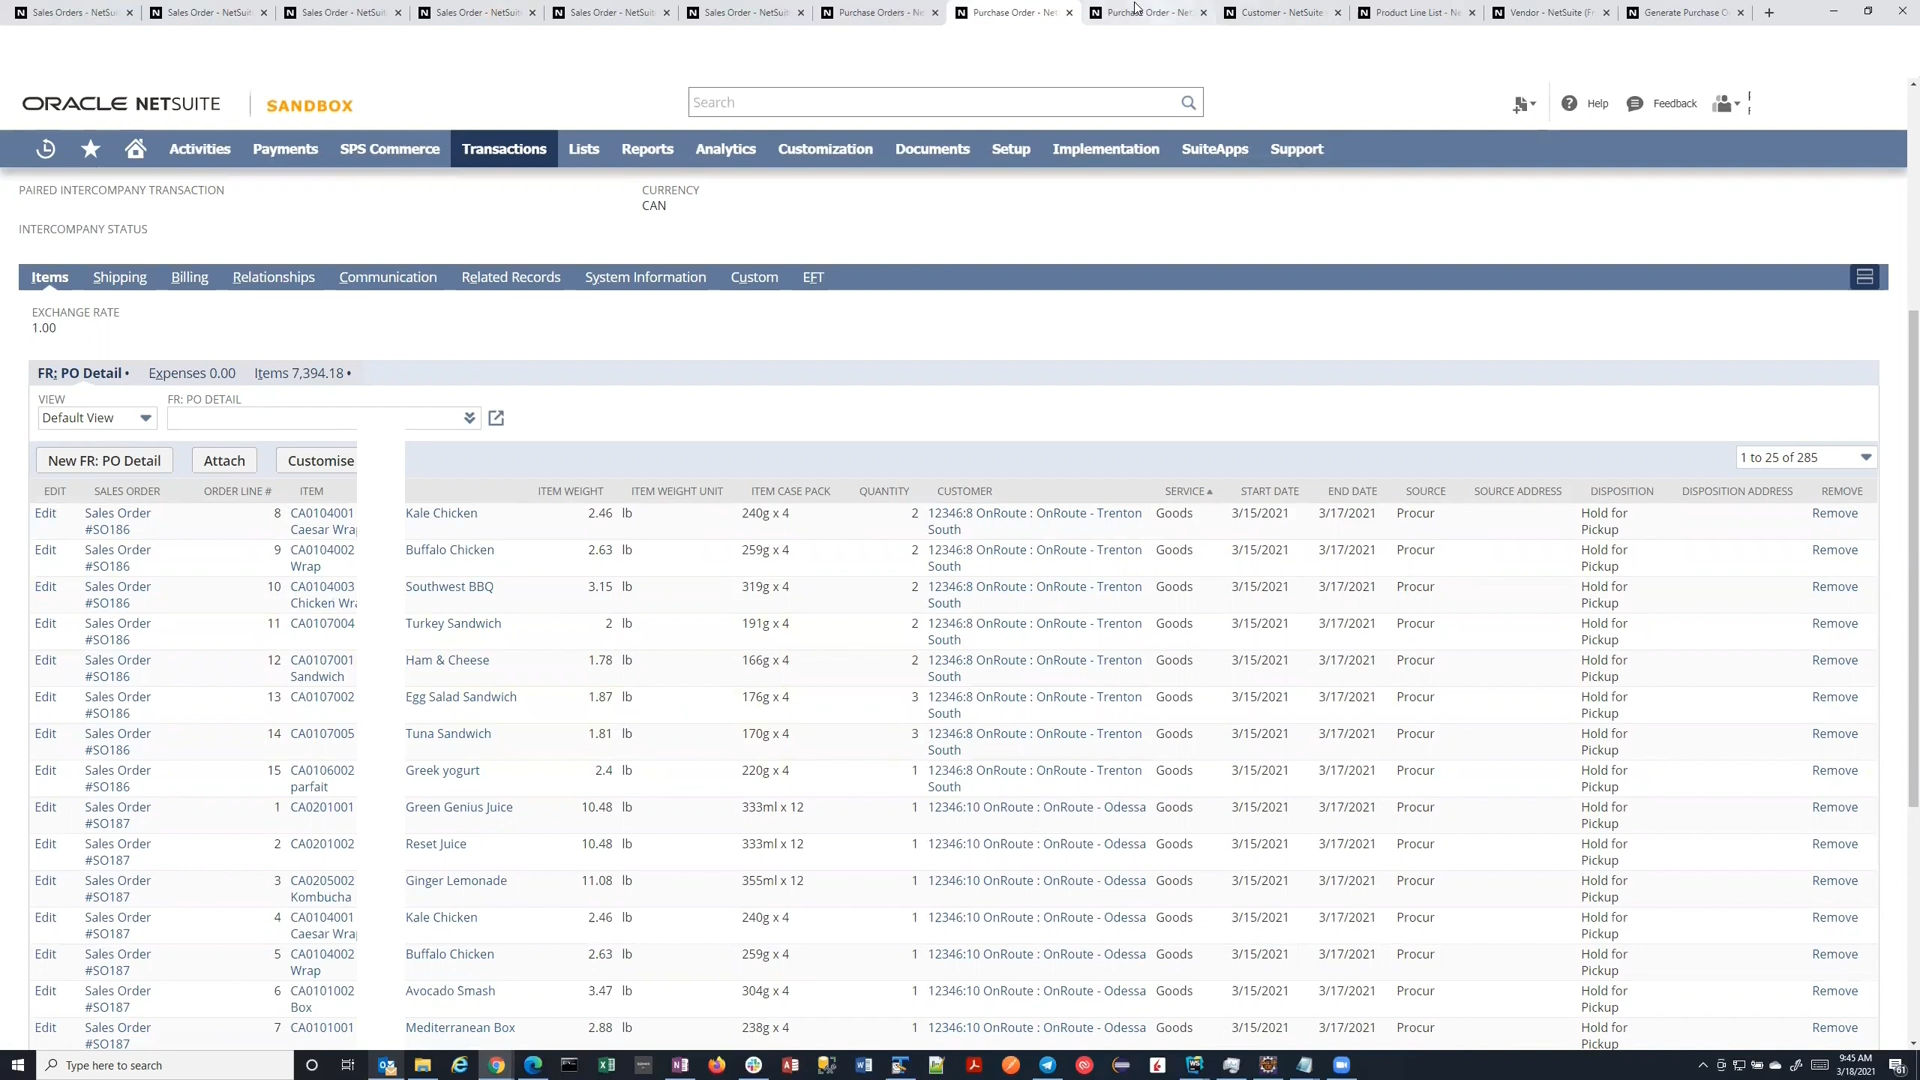 Sales Orders - NetSui Sales Order - NetSuit Sales Order - NetSuit Sales Order - NetSuit Sales Order - NetSuit Sales Order - NetSuit Purchase Orders - Ne Purchase Order - Net Purchase Order - Net Customer - NetSuite Product Line List - Ne Vendor - NetSuite (Fr Generate Purchase O
ORACLE NETSUITE SANDBOX Search Help Feedback
Activities Payments SPS Commerce Transactions Lists Reports Analytics Customization Documents Setup Implementation SuiteApps Support
PAIRED INTERCOMPANY TRANSACTION CURRENCY
CAN
INTERCOMPANY STATUS
Items Shipping Billing Relationships Communication Related Records System Information Custom EFT
EXCHANGE RATE
1.00
FR: PO Detail • Expenses 0.00 Items 7,394.18 •
VIEW FR: PO DETAIL
Default View
New FR: PO Detail Attach Customise 1 to 25 of 285
EDIT SALES ORDER ORDER LINE # ITEM ITEM WEIGHT ITEM WEIGHT UNIT ITEM CASE PACK QUANTITY CUSTOMER SERVICE START DATE END DATE SOURCE SOURCE ADDRESS DISPOSITION DISPOSITION ADDRESS REMOVE
Edit Sales Order 8 CA0104001 Kale Chicken 2.46 lb 240g x 4 2 12346:8 OnRoute : OnRoute - Trenton Goods 3/15/2021 3/17/2021 Procur Hold for Remove
#SO186 Caesar Wrap South Pickup
Edit Sales Order 9 CA0104002 Buffalo Chicken 2.63 lb 259g x 4 2 12346:8 OnRoute : OnRoute - Trenton Goods 3/15/2021 3/17/2021 Procur Hold for Remove
#SO186 Wrap South Pickup
Edit Sales Order 10 CA0104003 Southwest BBQ 3.15 lb 319g x 4 2 12346:8 OnRoute : OnRoute - Trenton Goods 3/15/2021 3/17/2021 Procur Hold for Remove
#SO186 Chicken Wra South Pickup
Edit Sales Order 11 CA0107004 Turkey Sandwich 2 lb 191g x 4 2 12346:8 OnRoute : OnRoute - Trenton Goods 3/15/2021 3/17/2021 Procur Hold for Remove
#SO186 South Pickup
Edit Sales Order 12 CA0107001 Ham & Cheese 1.78 lb 166g x 4 2 12346:8 OnRoute : OnRoute - Trenton Goods 3/15/2021 3/17/2021 Procur Hold for Remove
#SO186 Sandwich South Pickup
Edit Sales Order 13 CA0107002 Egg Salad Sandwich 1.87 lb 176g x 4 3 12346:8 OnRoute : OnRoute - Trenton Goods 3/15/2021 3/17/2021 Procur Hold for Remove
#SO186 South Pickup
Edit Sales Order 14 CA0107005 Tuna Sandwich 1.81 lb 170g x 4 3 12346:8 OnRoute : OnRoute - Trenton Goods 3/15/2021 3/17/2021 Procur Hold for Remove
#SO186 South Pickup
Edit Sales Order 15 CA0106002 Greek yogurt 2.4 lb 220g x 4 1 12346:8 OnRoute : OnRoute - Trenton Goods 3/15/2021 3/17/2021 Procur Hold for Remove
#SO186 parfait South Pickup
Edit Sales Order 1 CA0201001 Green Genius Juice 10.48 lb 333ml x 12 1 12346:10 OnRoute : OnRoute - Odessa Goods 3/15/2021 3/17/2021 Procur Hold for Remove
#SO187 Pickup
Edit Sales Order 2 CA0201002 Reset Juice 10.48 lb 333ml x 12 1 12346:10 OnRoute : OnRoute - Odessa Goods 3/15/2021 3/17/2021 Procur Hold for Remove
#SO187 Pickup
Edit Sales Order 3 CA0205002 Ginger Lemonade 11.08 lb 355ml x 12 1 12346:10 OnRoute : OnRoute - Odessa Goods 3/15/2021 3/17/2021 Procur Hold for Remove
#SO187 Kombucha Pickup
Edit Sales Order 4 CA0104001 Kale Chicken 2.46 lb 240g x 4 1 12346:10 OnRoute : OnRoute - Odessa Goods 3/15/2021 3/17/2021 Procur Hold for Remove
#SO187 Caesar Wra Pickup
Edit Sales Order 5 CA0104002 Buffalo Chicken 2.63 lb 259g x 4 1 12346:10 OnRoute : OnRoute - Odessa Goods 3/15/2021 3/17/2021 Procur Hold for Remove
#SO187 Wrap Pickup
Edit Sales Order 6 CA0101002 Avocado Smash 3.47 lb 304g x 4 1 12346:10 OnRoute : OnRoute - Odessa Goods 3/15/2021 3/17/2021 Procur Hold for Remove
#SO187 Box Pickup
Edit Sales Order 7 CA0101001 Mediterranean Box 2.88 lb 238g x 4 1 12346:10 OnRoute : OnRoute - Odessa Goods 3/15/2021 3/17/2021 Procur Hold for Remove
#SO187 Pickup
Type here to search 9:45 AM
3/18/2021